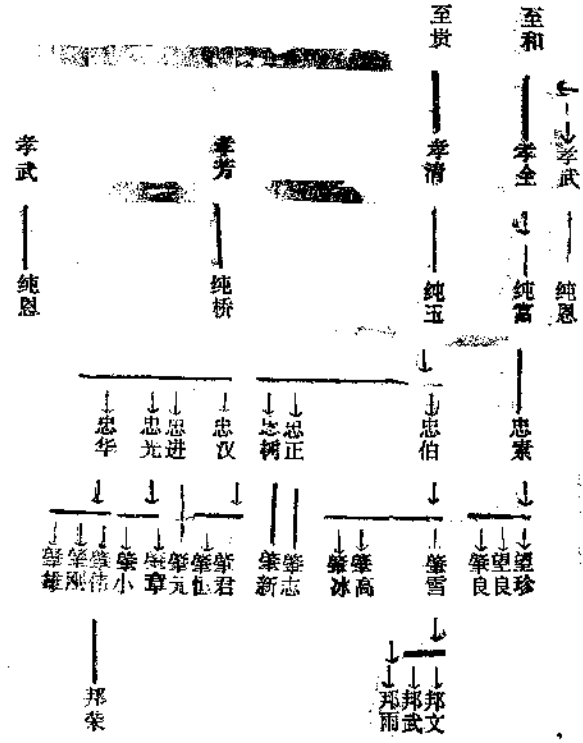 至和
至贵
孝武
孝全
孝清
孝芳
孝武
纯恩
纯富
纯玉
纯桥
纯恩
忠素
忠伯
忠正
忠树
忠汉
忠进
忠光
忠华
望珍
望良
肇良
肇雪
肇高
肇冰
肇志
肇新
肇君
肇恒
肇元
肇章
肇小
肇伟
肇刚
肇雄
邦文
邦武
邦雨
邦荣